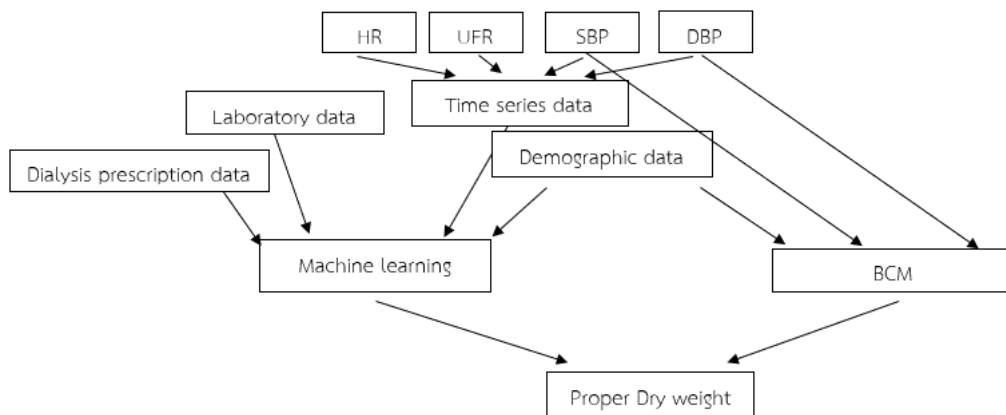 HR
UFR
SBP
DBP
Time series data
Laboratory data
Demographic data
Dialysis prescription data
Machine learning
BCM
Proper Dry weight